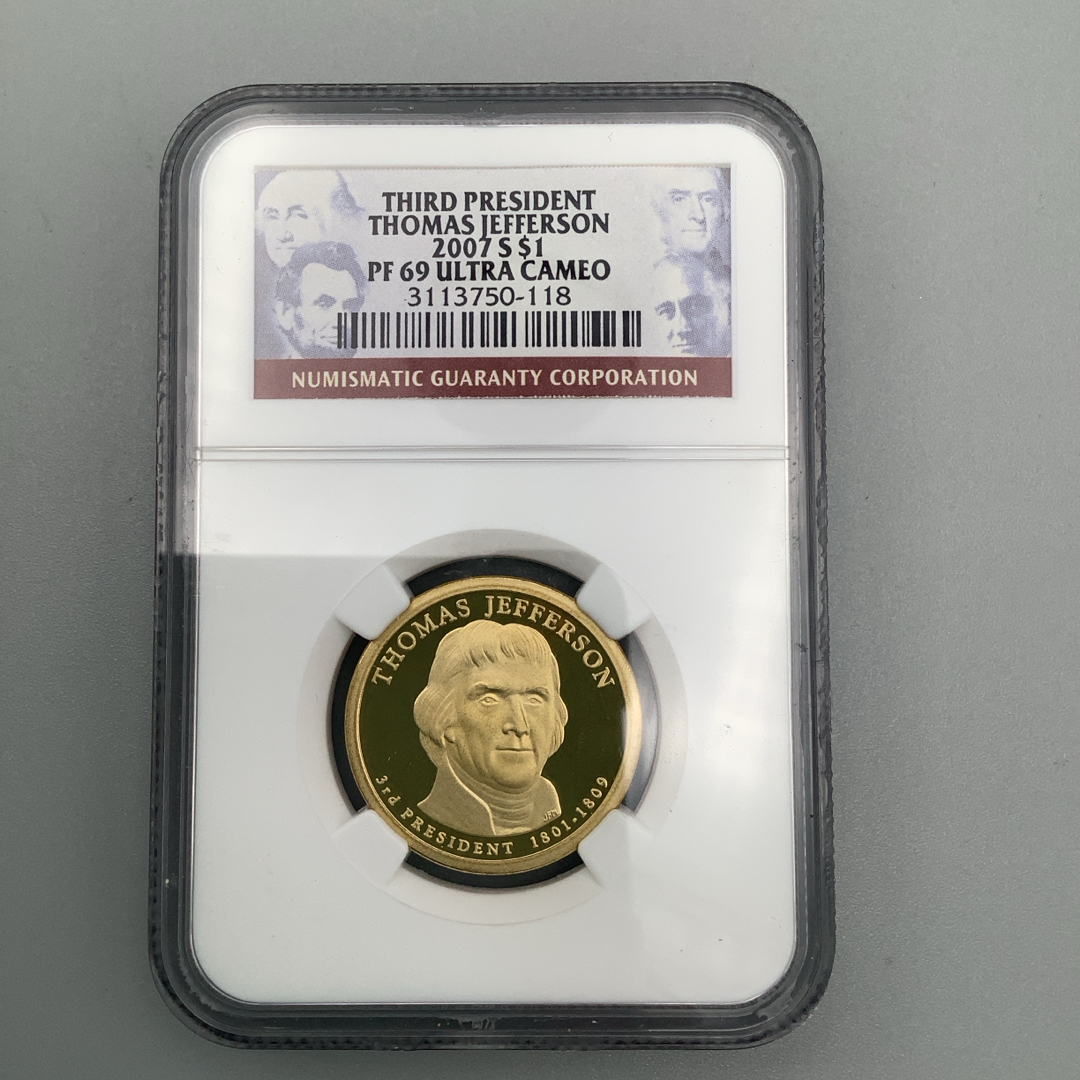 THIRD PRESIDENT
THOMAS JEFFERSON
2007 S $1
PF 69 ULTRA CAMEO
3113750-118
NUMISMATIC GUARANTY CORPORATION
THOMAS JEFFERSON
3rd PRESIDENT 1801-1809